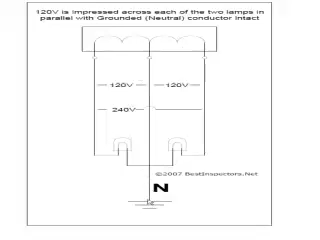 120V is impressed across each of the two lamps in
parallel with Grounded (Neutral) conductor intact
120V 120V
240V
©2007 BestInspectors.Net
N